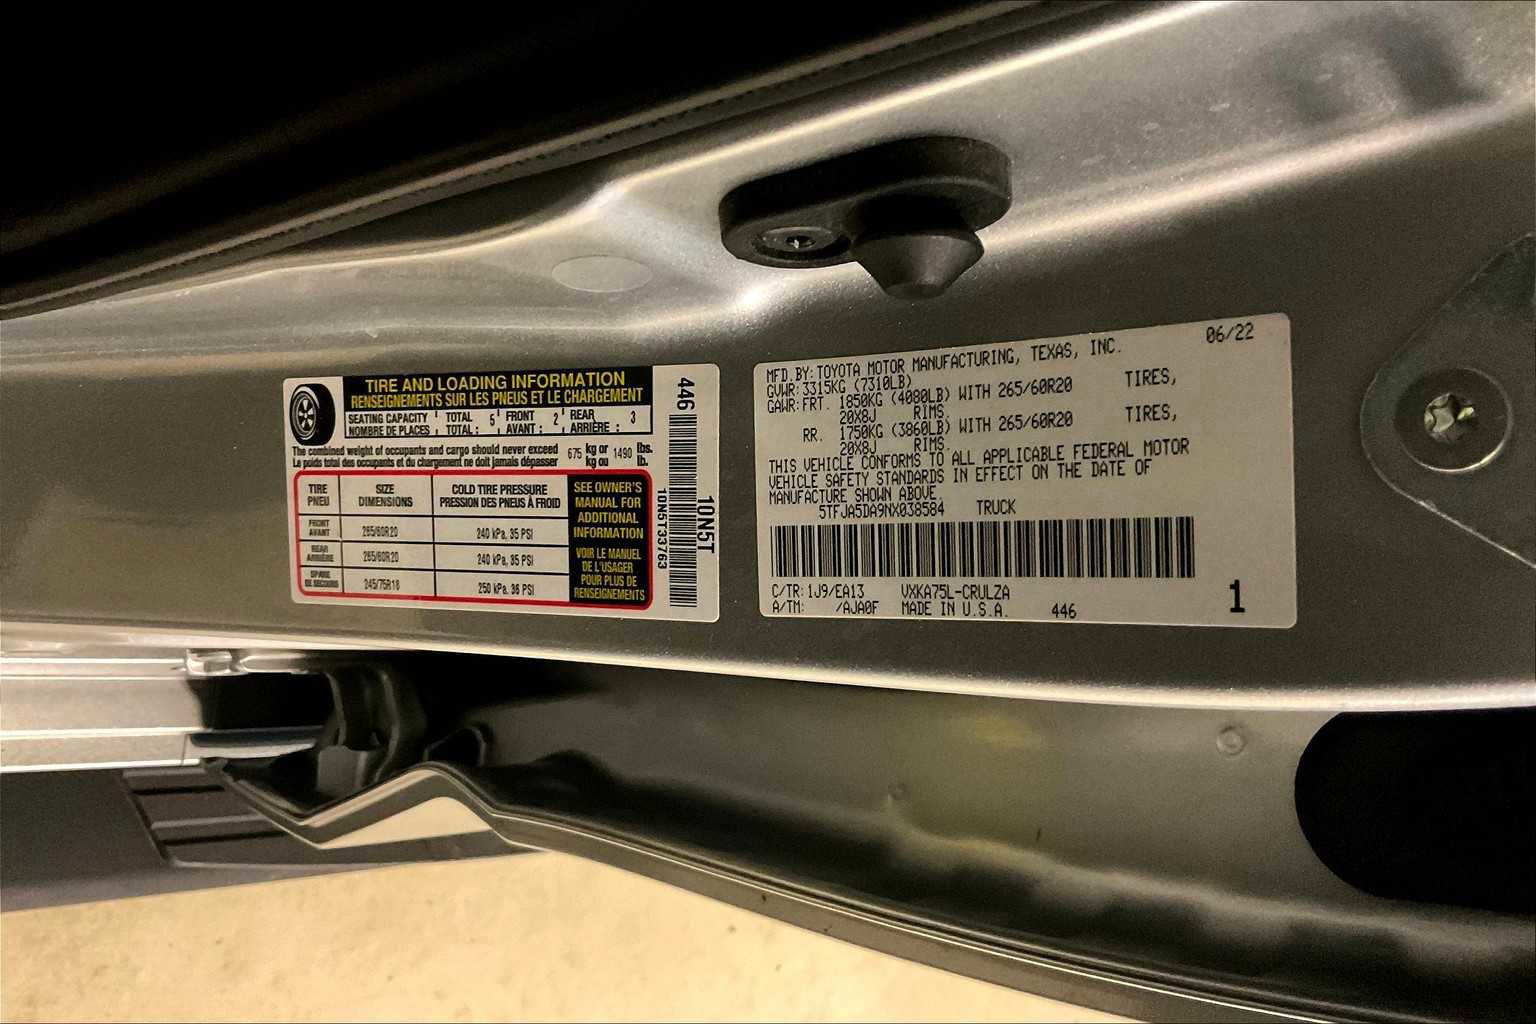 TIRE AND LOADING INFORMATION
RENSEIGNEMENTS SUR LES PNEUS ET LE CHARGEMENT
SEATING CAPACITY TOTAL 5 FRONT 2 REAR 3
NOMBRE DE PLACES TOTAL: AVANT: ARRIÈRE:
The combined weight of occupants and cargo should never exceed 675 kg or 1490 lbs.
Le poids total des occupants et du chargement ne doit jamais dépasser kg ou lb.
TIRE SIZE COLD TIRE PRESSURE
PNEU DIMENSIONS PRESSION DES PNEUS À FROID
FRONT
AVANT 265/60R20 240 kPa, 35 PSI
REAR
ARRIÈRE 265/60R20 240 kPa, 35 PSI
SPARE
DE SECOURS 245/75R18 250 kPa, 36 PSI
SEE OWNER'S
MANUAL FOR
ADDITIONAL
INFORMATION
VOIR LE MANUEL
DE L'USAGER
POUR PLUS DE
RENSEIGNEMENTS
446
10N5T33763
10N5T
06/22
MFD.BY:TOYOTA MOTOR MANUFACTURING, TEXAS, INC.
GVWR:3315KG (7310LB)
GAWR:FRT. 1850KG (4080LB) WITH 265/60R20 TIRES,
20X8J RIMS.
RR. 1750KG (3860LB) WITH 265/60R20 TIRES,
20X8J RIMS.
THIS VEHICLE CONFORMS TO ALL APPLICABLE FEDERAL MOTOR
VEHICLE SAFETY STANDARDS IN EFFECT ON THE DATE OF
MANUFACTURE SHOWN ABOVE.
5TFJA5DA9NX038584 TRUCK
C/TR:1J9/EA13 VXKA75L-CRULZA
A/TM: /AJA0F MADE IN U.S.A. 446
1